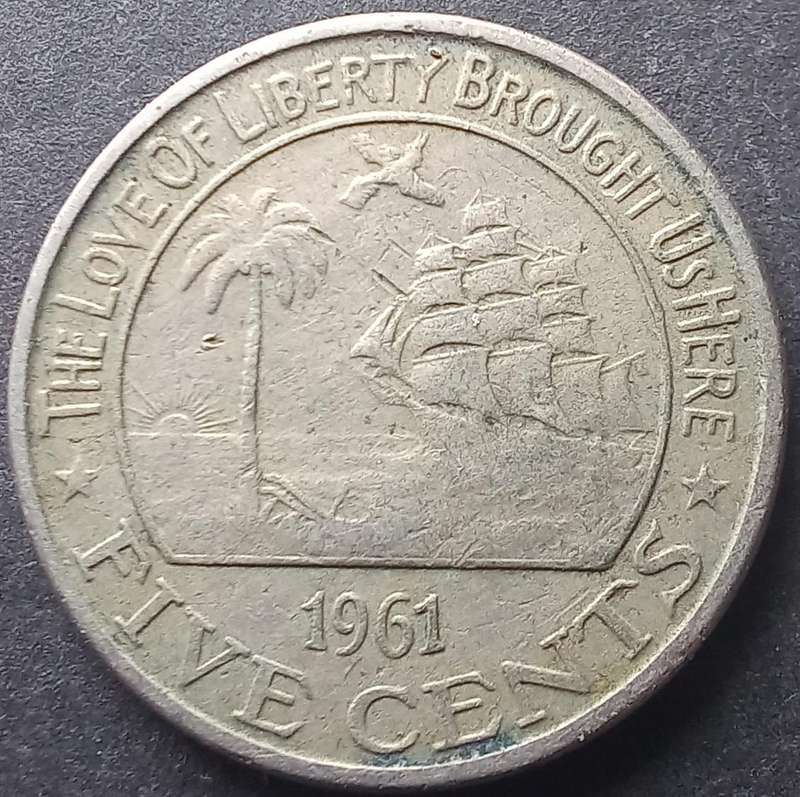 THE LOVE OF LIBERTY BROUGHT US HERE
1961
FIVE CENTS